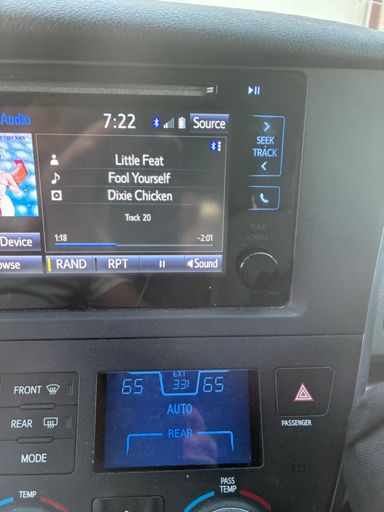 Audio
7:22
Source
Little Feat
Fool Yourself
Dixie Chicken
Track 20
1:18
-2:01
Device
RAND
RPT
Sound
SEEK
TRACK
TUNE
SCROLL
FRONT
REAR
MODE
65
EXT
33°F
65
AUTO
REAR
PASSENGER
TEMP
PASS
TEMP